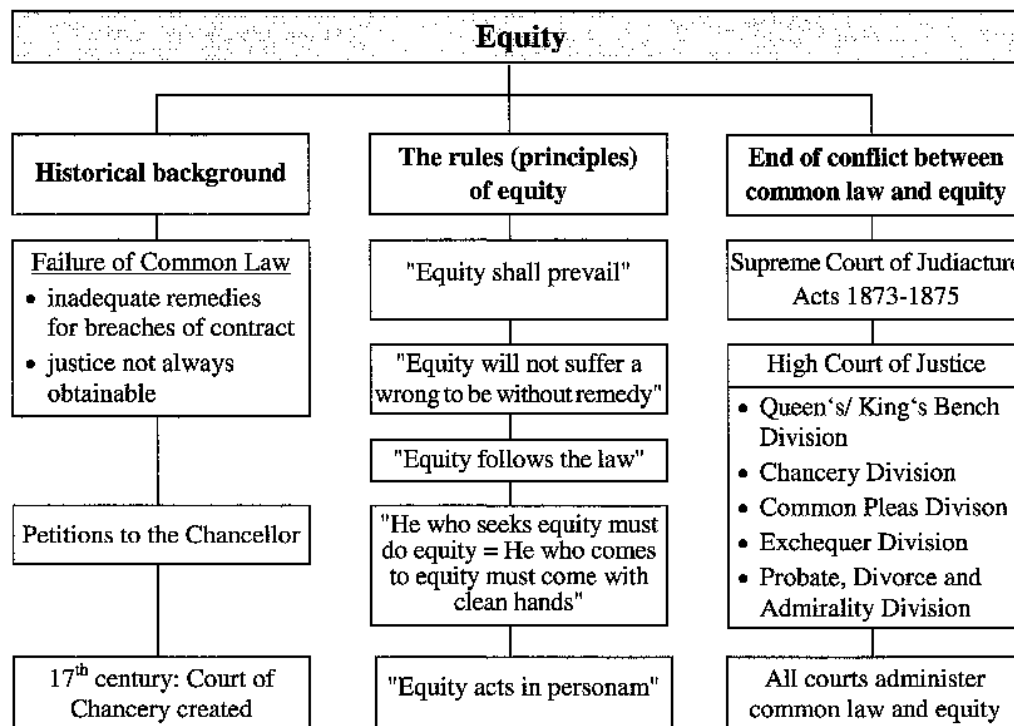 Equity
Historical background
Failure of Common Law
• inadequate remedies
for breaches of contract
• justice not always
obtainable
Petitions to the Chancellor
17th century: Court of
Chancery created
The rules (principles)
of equity
"Equity shall prevail"
"Equity will not suffer a
wrong to be without remedy"
"Equity follows the law"
"He who seeks equity must
do equity = He who comes
to equity must come with
clean hands"
"Equity acts in personam"
End of conflict between
common law and equity
Supreme Court of Judiacture
Acts 1873-1875
High Court of Justice
• Queen‘s/ King‘s Bench
Division
• Chancery Division
• Common Pleas Divison
• Exchequer Division
• Probate, Divorce and
Admirality Division
All courts administer
common law and equity